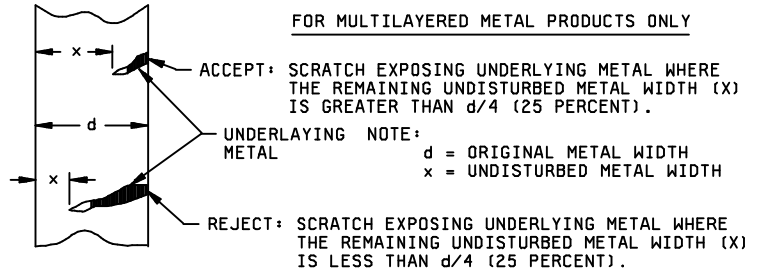 FOR MULTILAYERED METAL PRODUCTS ONLY
x
ACCEPT: SCRATCH EXPOSING UNDERLYING METAL WHERE
THE REMAINING UNDISTURBED METAL WIDTH (X)
IS GREATER THAN d/4 (25 PERCENT).
d
UNDERLAYING NOTE:
METAL d = ORIGINAL METAL WIDTH
x = UNDISTURBED METAL WIDTH
x
REJECT: SCRATCH EXPOSING UNDERLYING METAL WHERE
THE REMAINING UNDISTURBED METAL WIDTH (X)
IS LESS THAN d/4 (25 PERCENT).